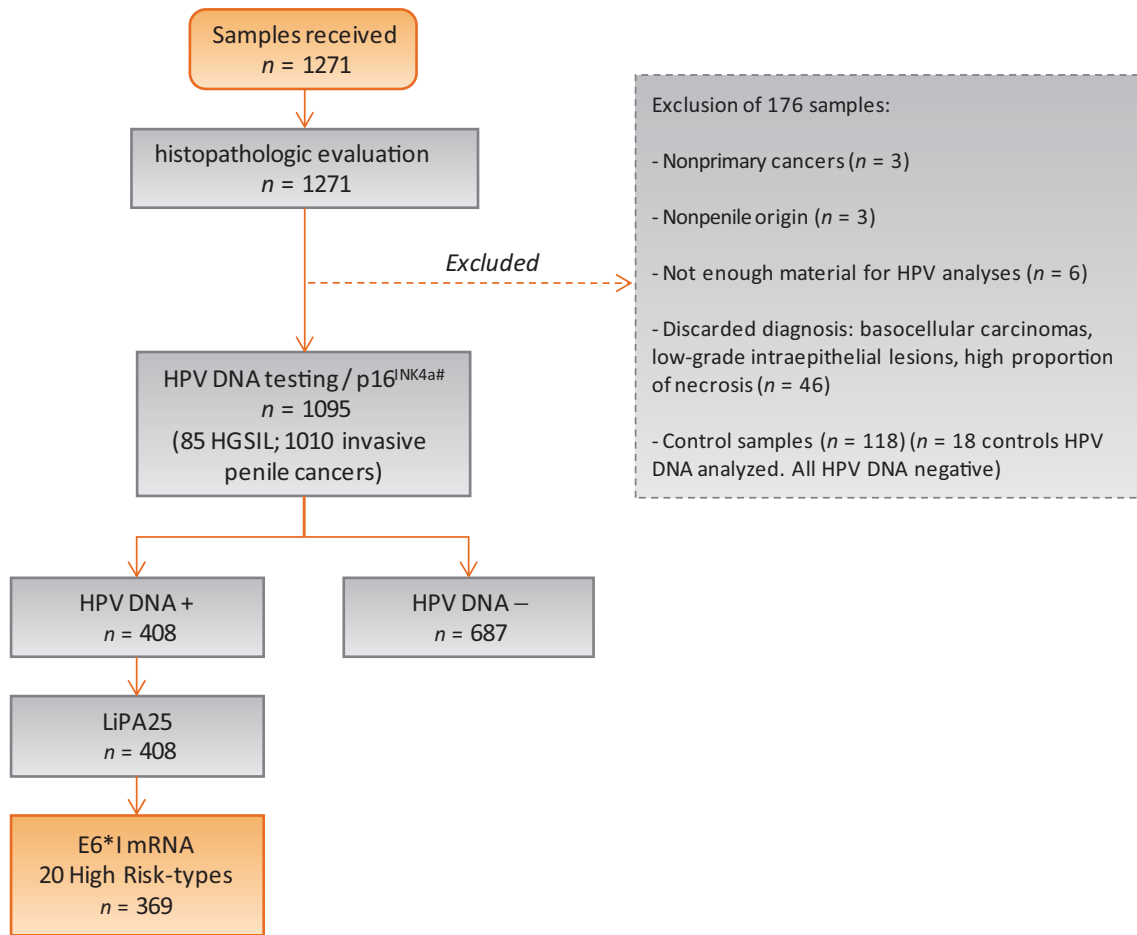 Samples received
n = 1271
histopathologic evaluation
n = 1271
Excluded
Exclusion of 176 samples:
- Nonprimary cancers (n = 3)
- Nonpenile origin (n = 3)
- Not enough material for HPV analyses (n = 6)
- Discarded diagnosis: basocellular carcinomas,
low-grade intraepithelial lesions, high proportion
of necrosis (n = 46)
- Control samples (n = 118) (n = 18 controls HPV
DNA analyzed. All HPV DNA negative)
HPV DNA testing / p16INK4a#
n = 1095
(85 HGSIL; 1010 invasive
penile cancers)
HPV DNA +
n = 408
HPV DNA –
n = 687
LiPA25
n = 408
E6*I mRNA
20 High Risk-types
n = 369